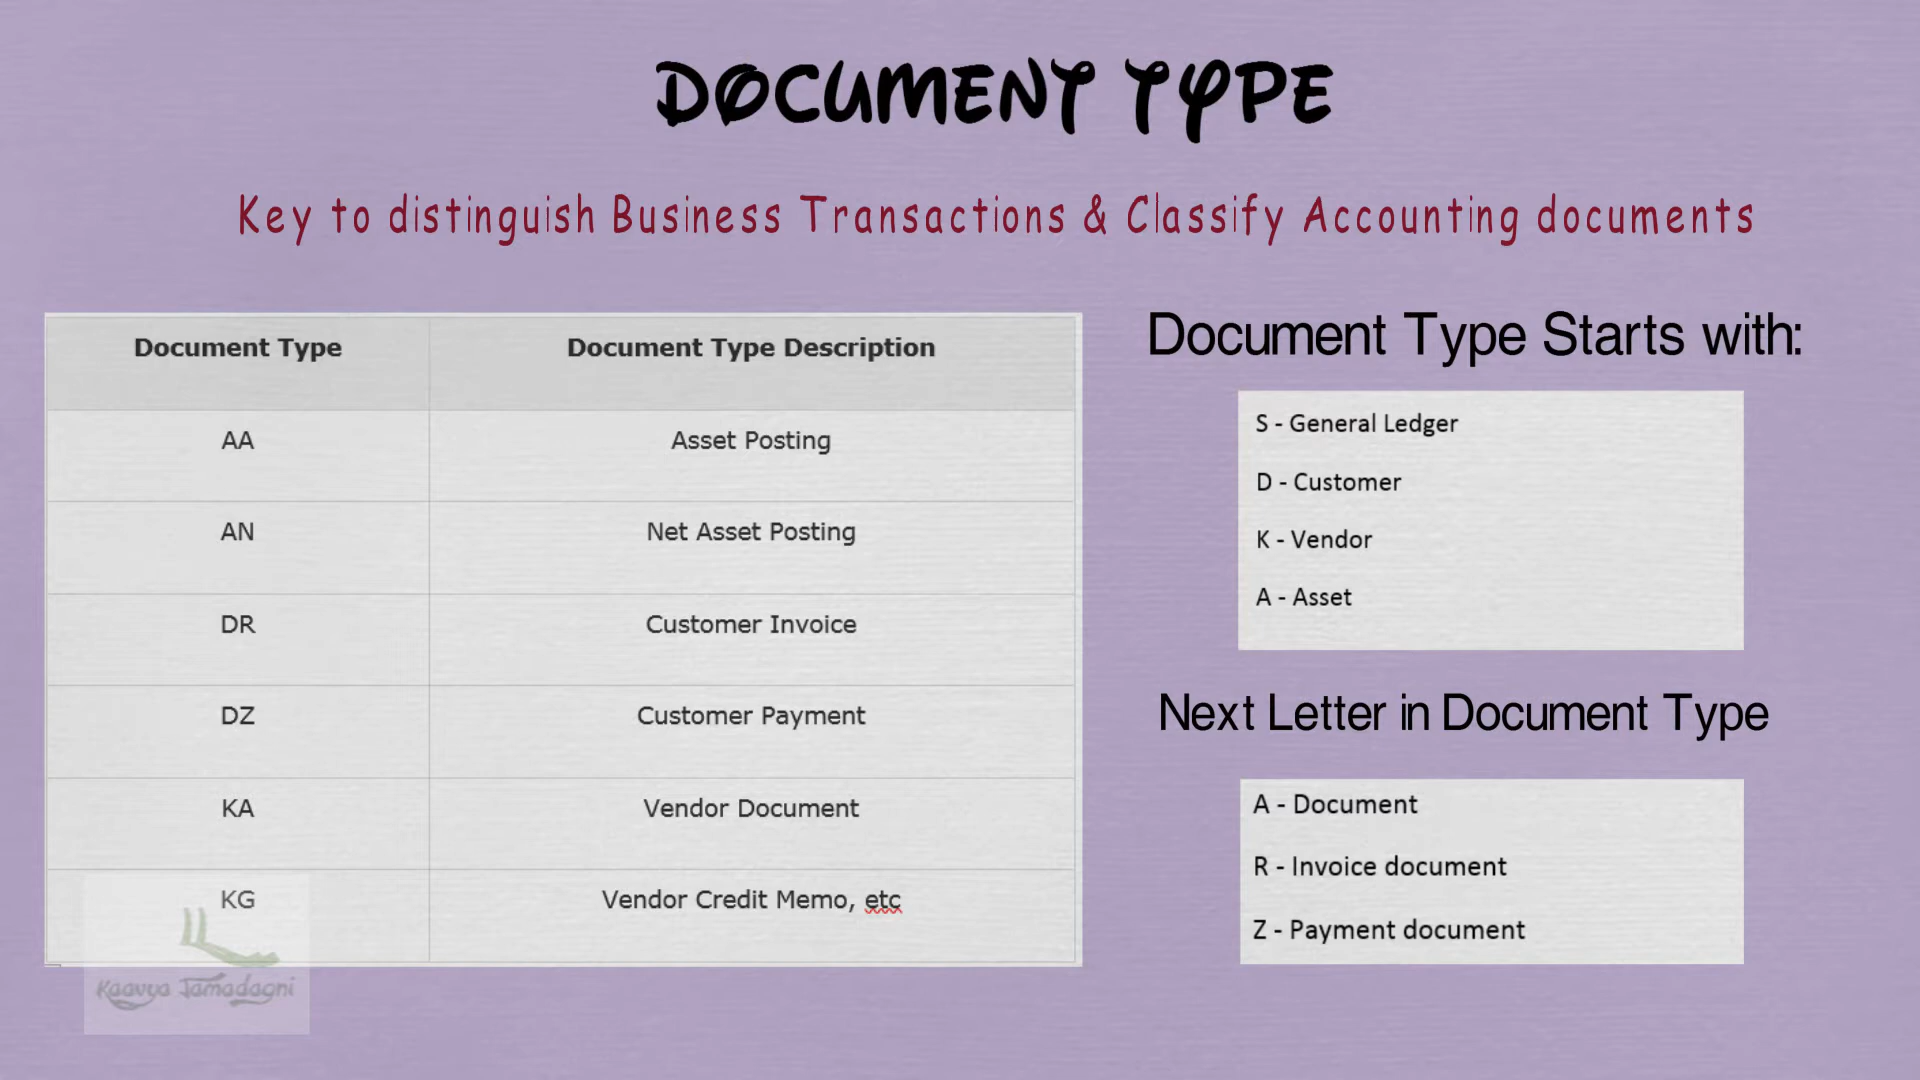 DOCUMENT TYPE
Key to distinguish Business Transactions & Classify Accounting documents
Document Type Document Type Description
AA Asset Posting
AN Net Asset Posting
DR Customer Invoice
DZ Customer Payment
KA Vendor Document
KG Vendor Credit Memo, etc
Document Type Starts with:
S - General Ledger
D - Customer
K - Vendor
A - Asset
Next Letter in Document Type
A - Document
R - Invoice document
Z - Payment document
Kaavya Jamadagni